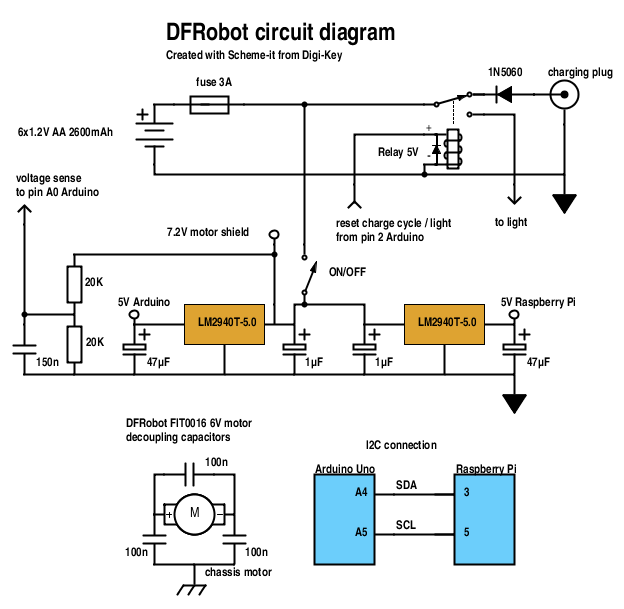 DFRobot circuit diagram
Created with Scheme-it from Digi-Key
fuse 3A
1N5060
charging plug
+
6x1.2V AA 2600mAh
+
Relay 5V
-
voltage sense
to pin A0 Arduino
reset charge cycle / light
from pin 2 Arduino
to light
7.2V motor shield
ON/OFF
20K
5V Arduino
LM2940T-5.0
LM2940T-5.0
5V Raspberry Pi
+
+
+
+
20K
150n
47µF
1µF
1µF
47µF
DFRobot FIT0016 6V motor
decoupling capacitors
100n
+
M
-
100n
100n
chassis motor
I2C connection
Arduino Uno
Raspberry Pi
A4
SDA
3
A5
SCL
5